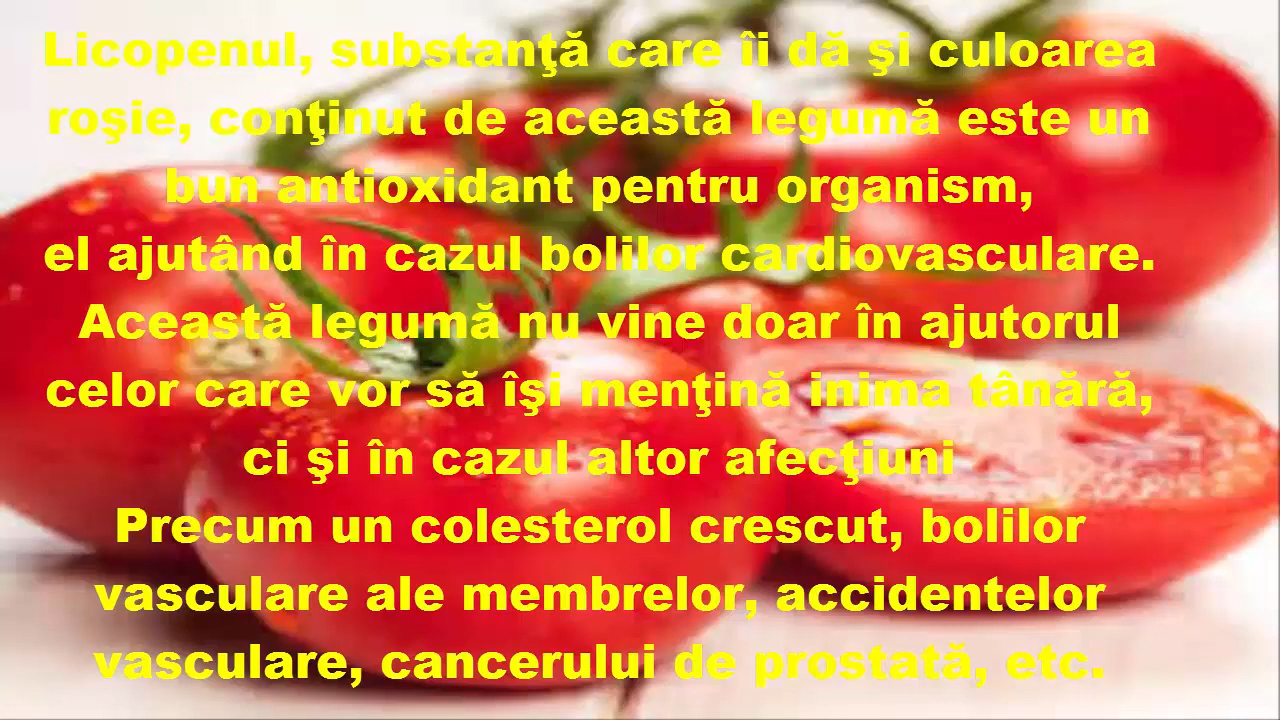 Licopenul, substanţă care îi dă şi culoarea
roşie, conţinut de această legumă este un
bun antioxidant pentru organism,
el ajutând în cazul bolilor cardiovasculare.
Această legumă nu vine doar în ajutorul
celor care vor să îşi menţină inima tânără,
ci şi în cazul altor afecţiuni
Precum un colesterol crescut, bolilor
vasculare ale membrelor, accidentelor
vasculare, cancerului de prostată, etc.